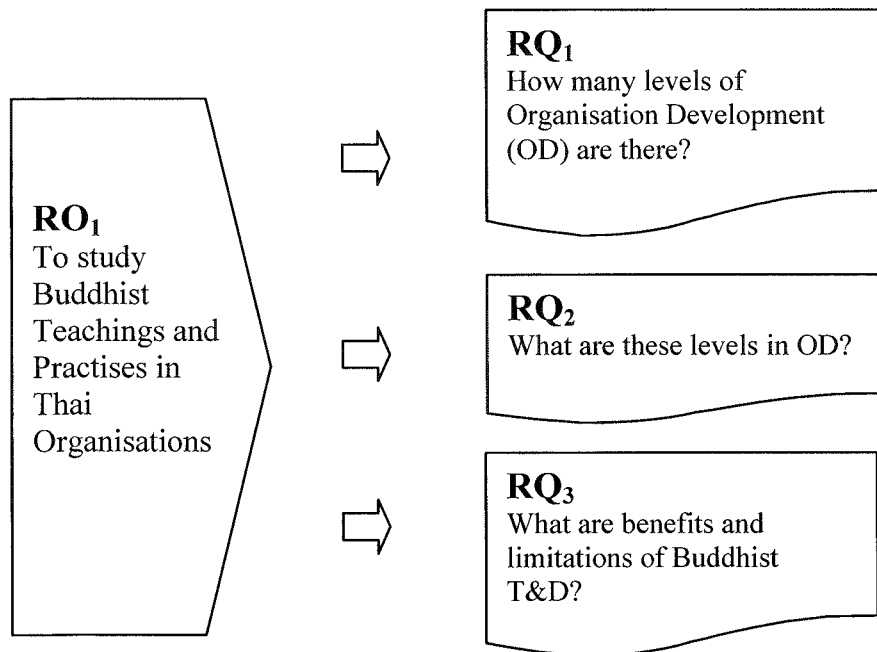 RO₁
To study
Buddhist
Teachings and
Practises in
Thai
Organisations
RQ₁
How many levels of
Organisation Development
(OD) are there?
RQ₂
What are these levels in OD?
RQ₃
What are benefits and
limitations of Buddhist
T&D?